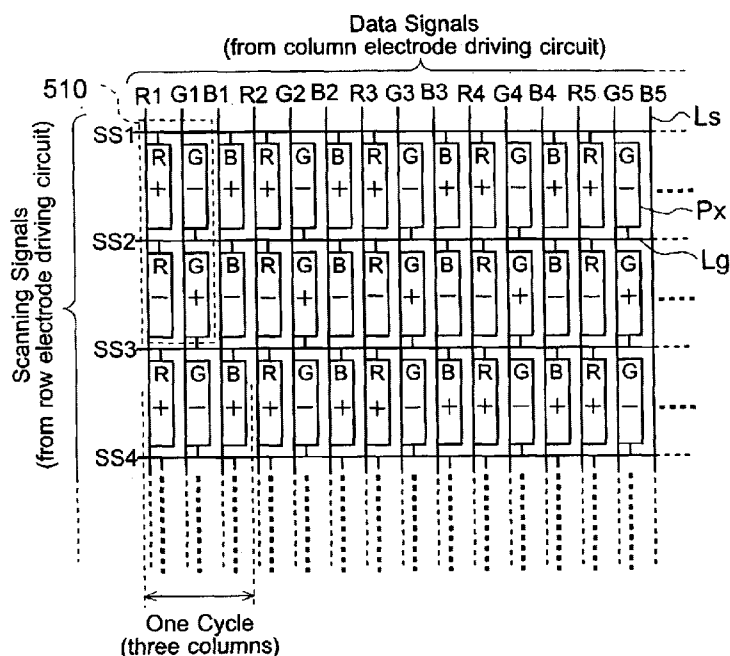 Data Signals
(from column electrode driving circuit)
510
R1 G1 B1 R2 G2 B2 R3 G3 B3 R4 G4 B4 R5 G5 B5
Ls
Scanning Signals
(from row electrode driving circuit)
SS1
R G B R G B R G B R G B R G
+ − + + − + + − + + − + + −
Px
SS2
Lg
R G B R G B R G B R G B R G
− + − − + − − + − − + − − +
SS3
R G B R G B R G B R G B R G
+ − + + − + + − + + − + + −
SS4
One Cycle
(three columns)